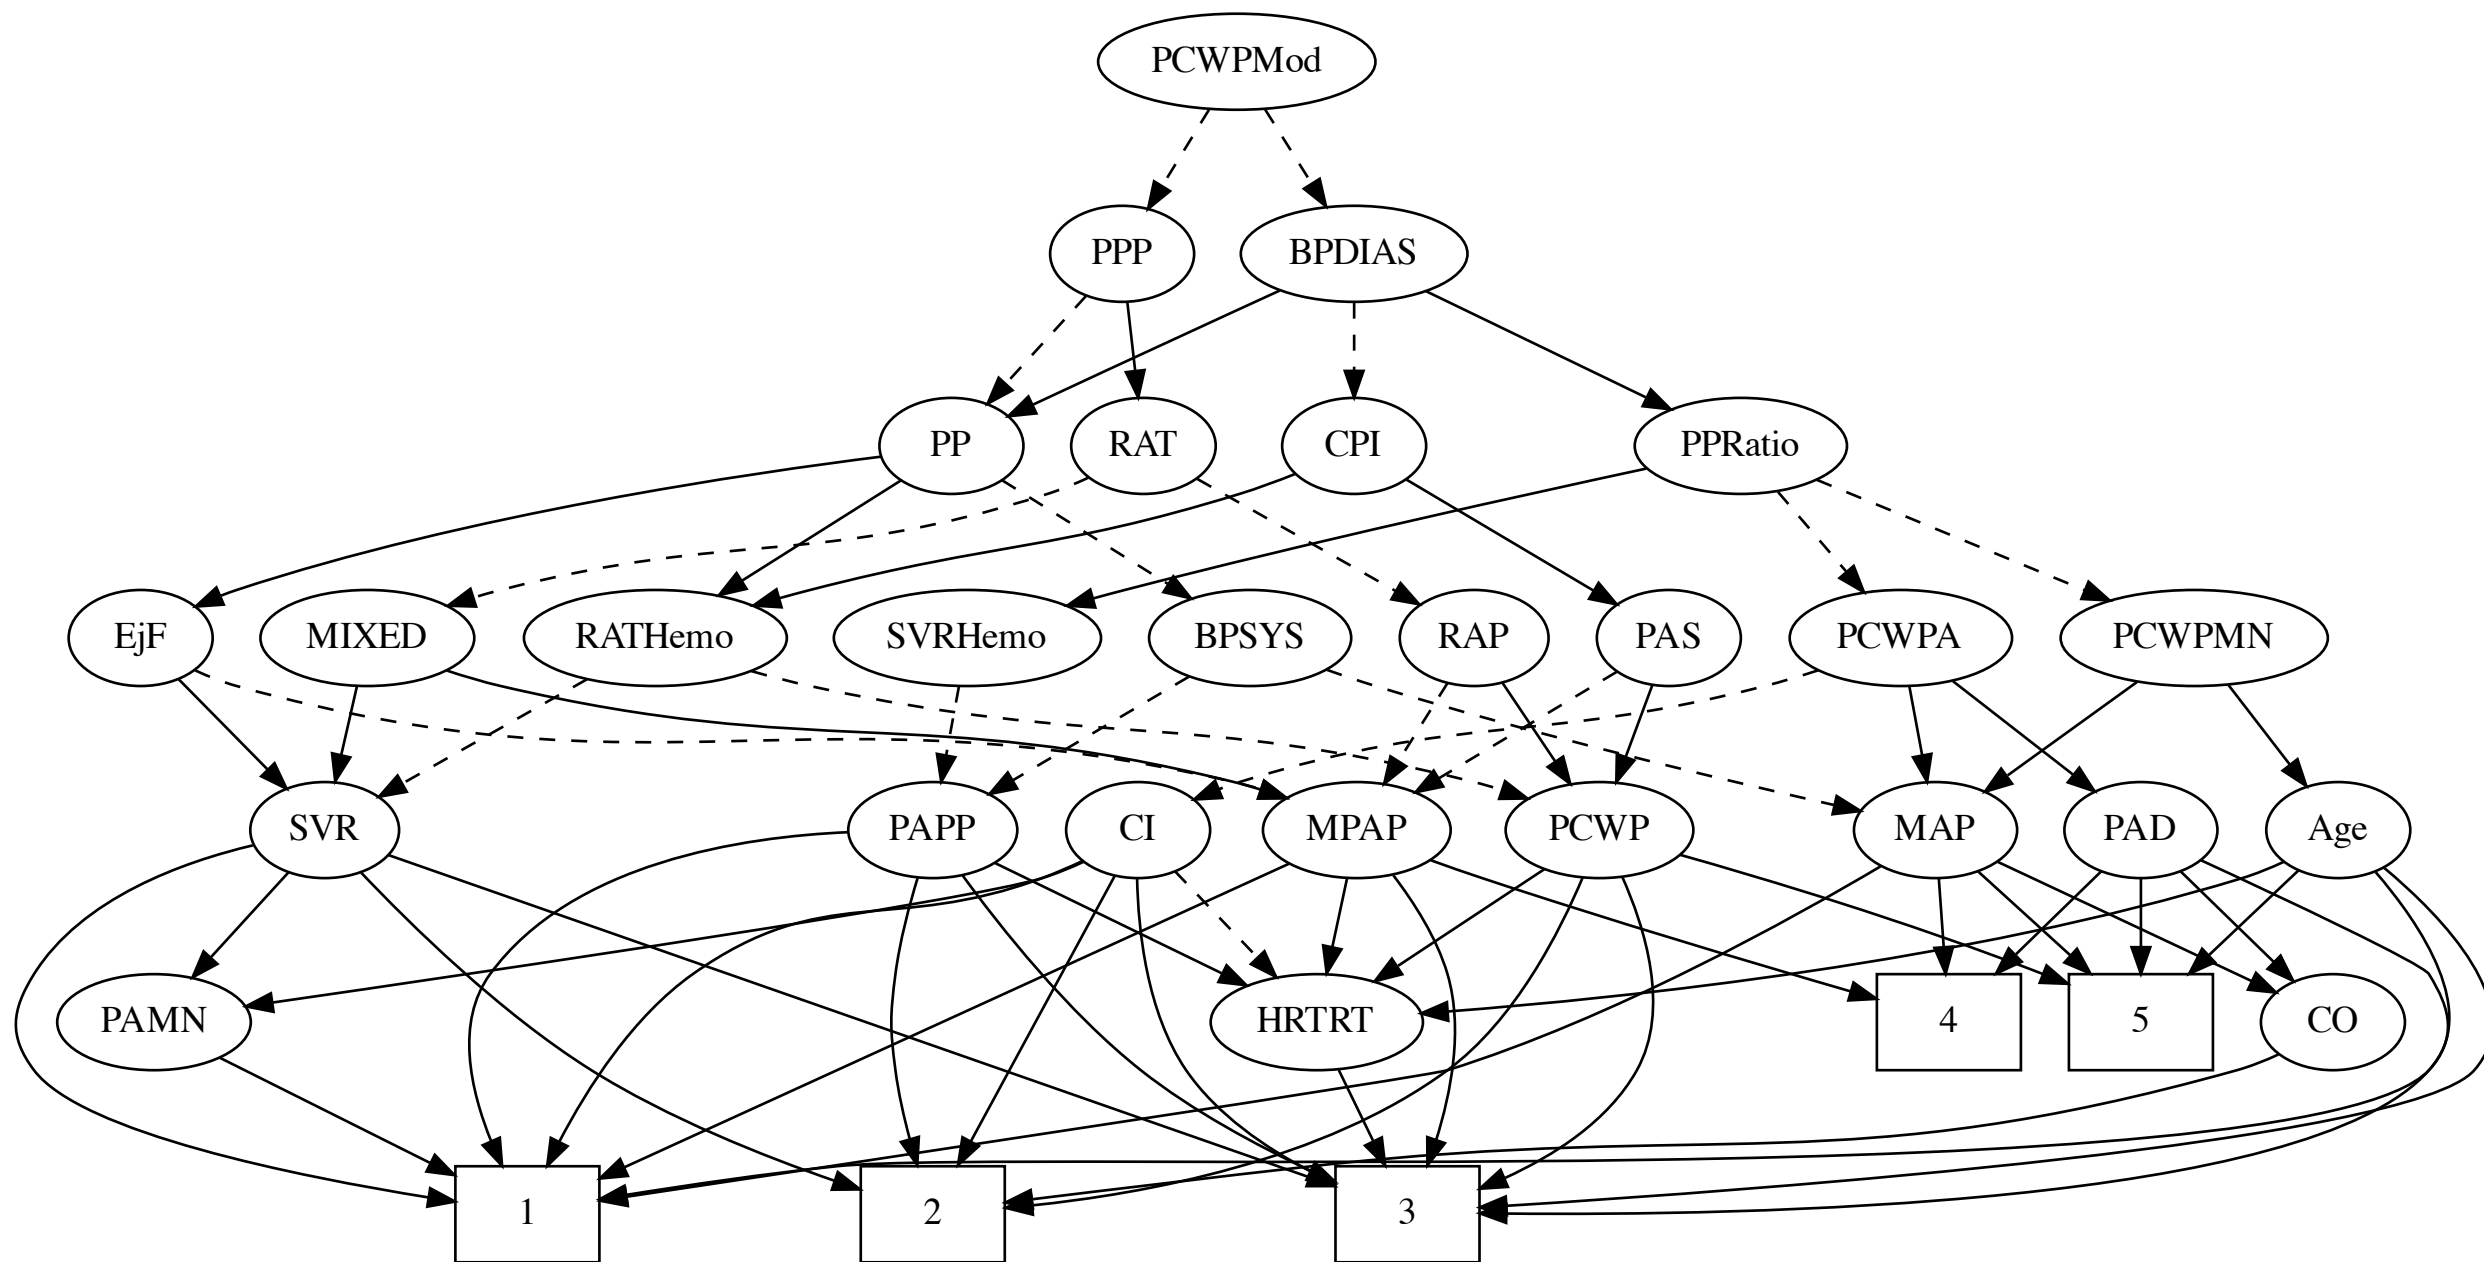 PCWPMod
PPP
BPDIAS
PP
RAT
CPI
PPRatio
EjF
MIXED
RATHemo
SVRHemo
BPSYS
RAP
PAS
PCWPA
PCWPMN
SVR
PAPP
CI
MPAP
PCWP
MAP
PAD
Age
PAMN
HRTRT
4
5
CO
1
2
3